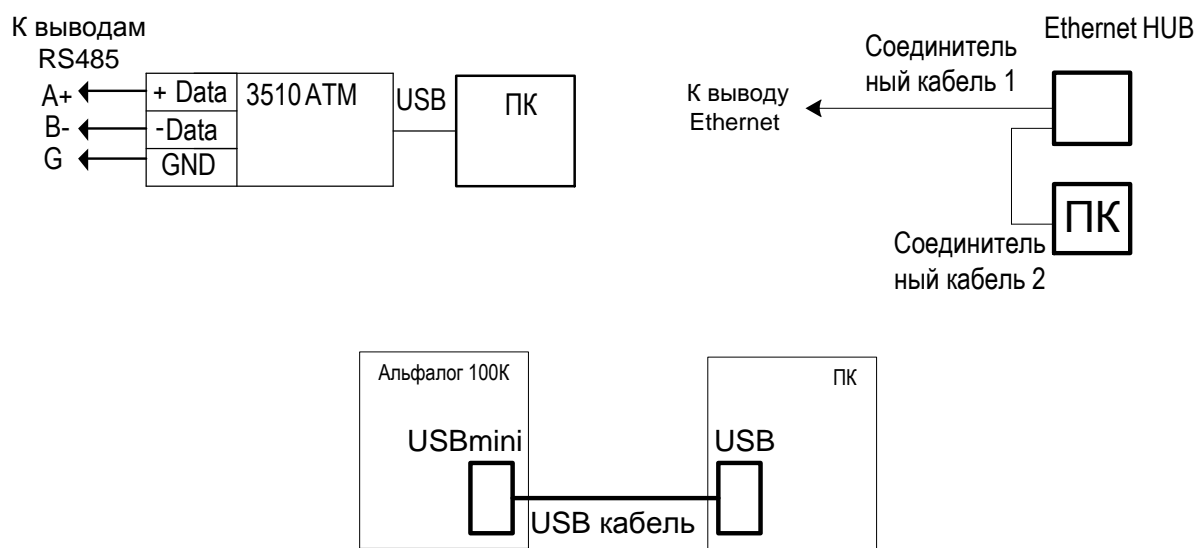 К выводам
RS485
A+
B-
G
+ Data
-Data
GND
3510 ATM
USB
ПК
Ethernet HUB
Соединитель
ный кабель 1
К выводу
Ethernet
ПК
Соединитель
ный кабель 2
Альфалог 100К
USBmini
USB кабель
ПК
USB